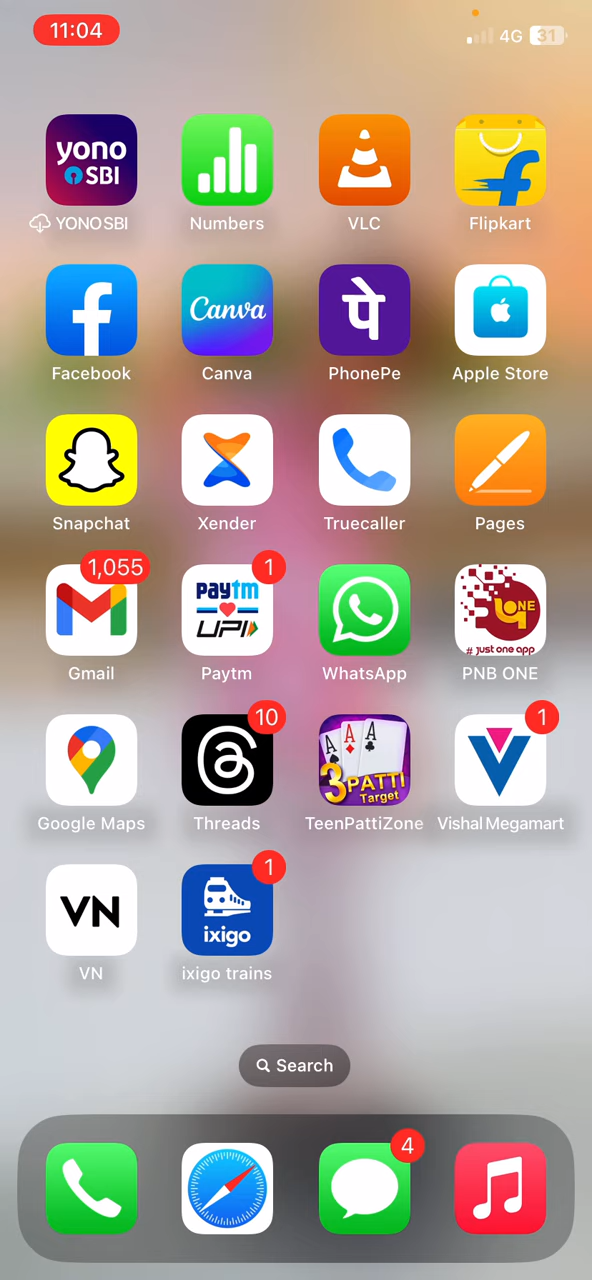 11:04
4G 31
yono
SBI
YONO SBI
Numbers
VLC
f
Flipkart
f
Facebook
Canva
Canva
पे
PhonePe
Apple Store
Snapchat
Xender
Truecaller
Pages
1,055
Gmail
paytm
UPI
1
Paytm
WhatsApp
ONE
# just one app
PNB ONE
Google Maps
10
Threads
A A A
3 PATTI
Target
TeenPattiZone
1
V
Vishal Megamart
VN
VN
1
ixigo
ixigo trains
Search
4